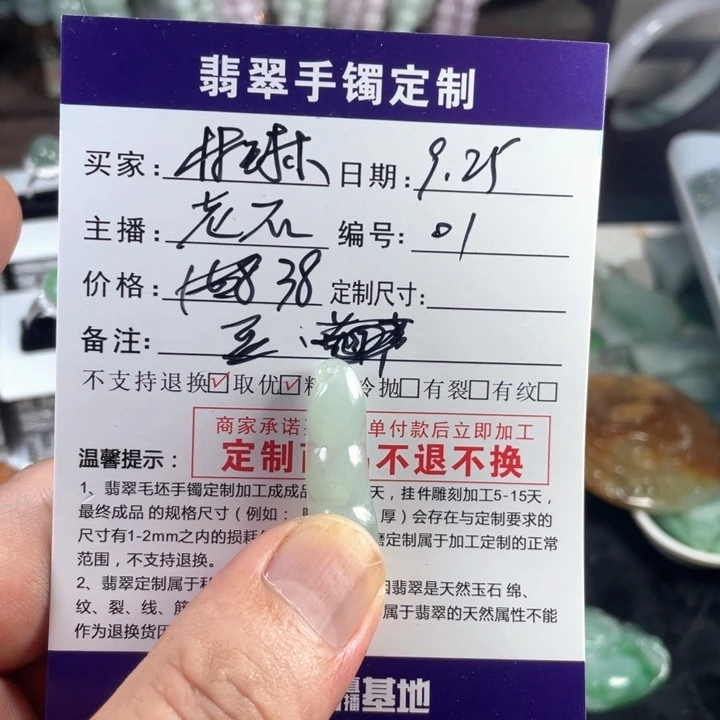 翡翠手镯定制
买家： 日期：9.25
主播：老石 编号：01
价格：38 定制尺寸：
备注：豆
不支持退换☑取优☑ 抛□有裂□有纹□
商家承诺 单付款后立即加工
定制 不退不换
温馨提示：
1、翡翠毛坯手镯定制加工成成品 天，挂件雕刻加工5-15天，
最终成品的规格尺寸（例如： 厚）会存在与定制要求的
尺寸有1-2mm之内的损耗 定制属于加工定制的正常
范围，不支持退换。
2、翡翠定制属于 翡翠是天然玉石 绵、
纹、裂、线、 属于翡翠的天然属性不能
作为退换货
播基地